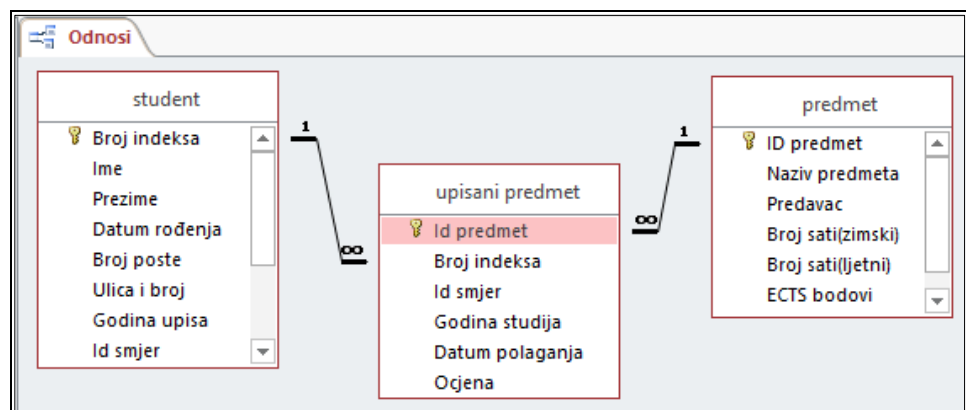 Odnosi
student
Broj indeksa
Ime
Prezime
Datum rođenja
Broj poste
Ulica i broj
Godina upisa
Id smjer
1
∞
upisani predmet
Id predmet
Broj indeksa
Id smjer
Godina studija
Datum polaganja
Ocjena
∞
1
predmet
ID predmet
Naziv predmeta
Predavac
Broj sati(zimski)
Broj sati(ljetni)
ECTS bodovi